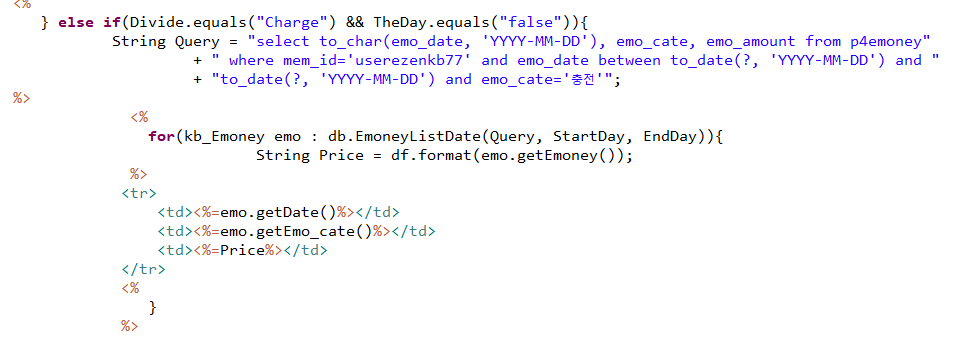 <%
} else if(Divide.equals("Charge") && TheDay.equals("false")){
String Query = "select to_char(emo_date, 'YYYY-MM-DD'), emo_cate, emo_amount from p4emoney"
+ " where mem_id='userezenkb77' and emo_date between to_date(?, 'YYYY-MM-DD') and "
+ "to_date(?, 'YYYY-MM-DD') and emo_cate='충전'";
%>
<%
for(kb_Emoney emo : db.EmoneyListDate(Query, StartDay, EndDay)){
String Price = df.format(emo.getEmoney());
%>
<tr>
<td><%=emo.getDate()%></td>
<td><%=emo.getEmo_cate()%></td>
<td><%=Price%></td>
</tr>
<%
}
%>